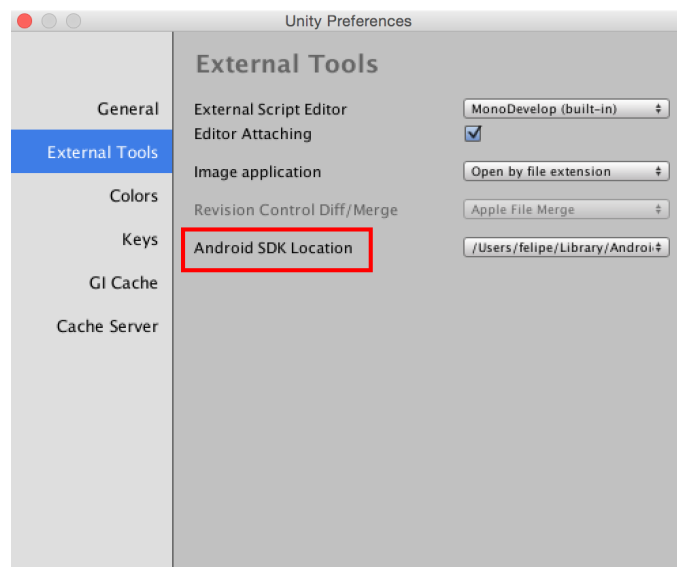 Unity Preferences
External Tools
General
External Script Editor MonoDevelop (built-in)
Editor Attaching
External Tools
Image application Open by file extension
Colors
Revision Control Diff/Merge Apple File Merge
Keys
Android SDK Location /Users/felipe/Library/Androi
GI Cache
Cache Server